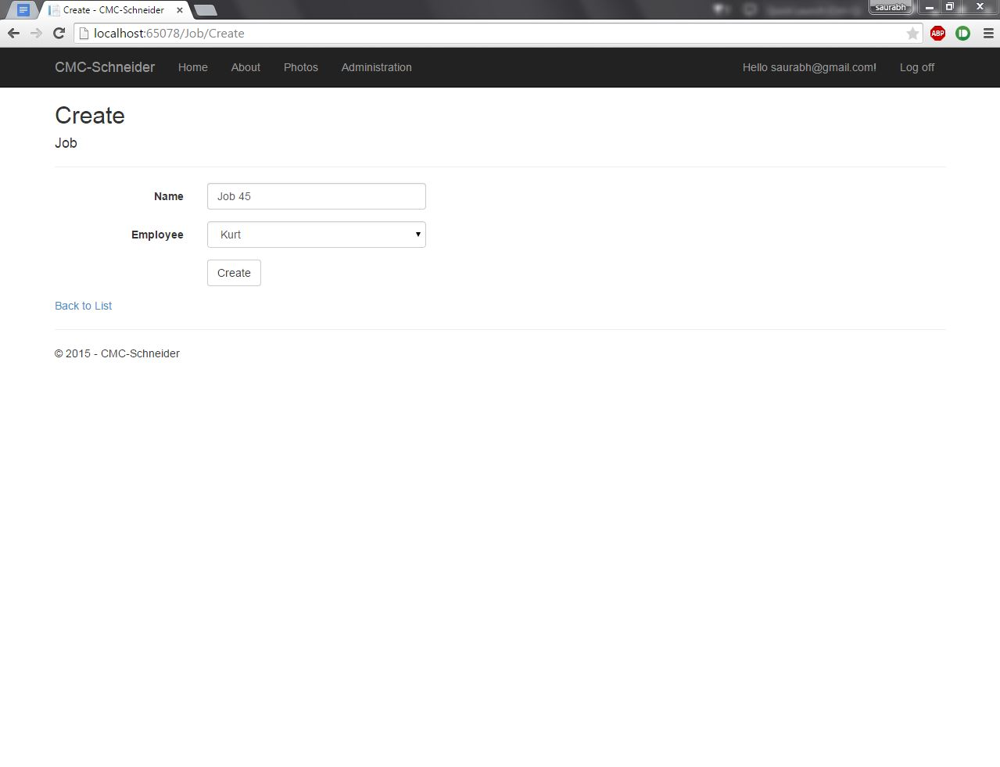 Create - CMC-Schneider
saurabh
localhost:65078/Job/Create
ABP
CMC-Schneider Home About Photos Administration Hello saurabh@gmail.com! Log off
Create
Job
Name Job 45
Employee Kurt
Create
Back to List
© 2015 - CMC-Schneider